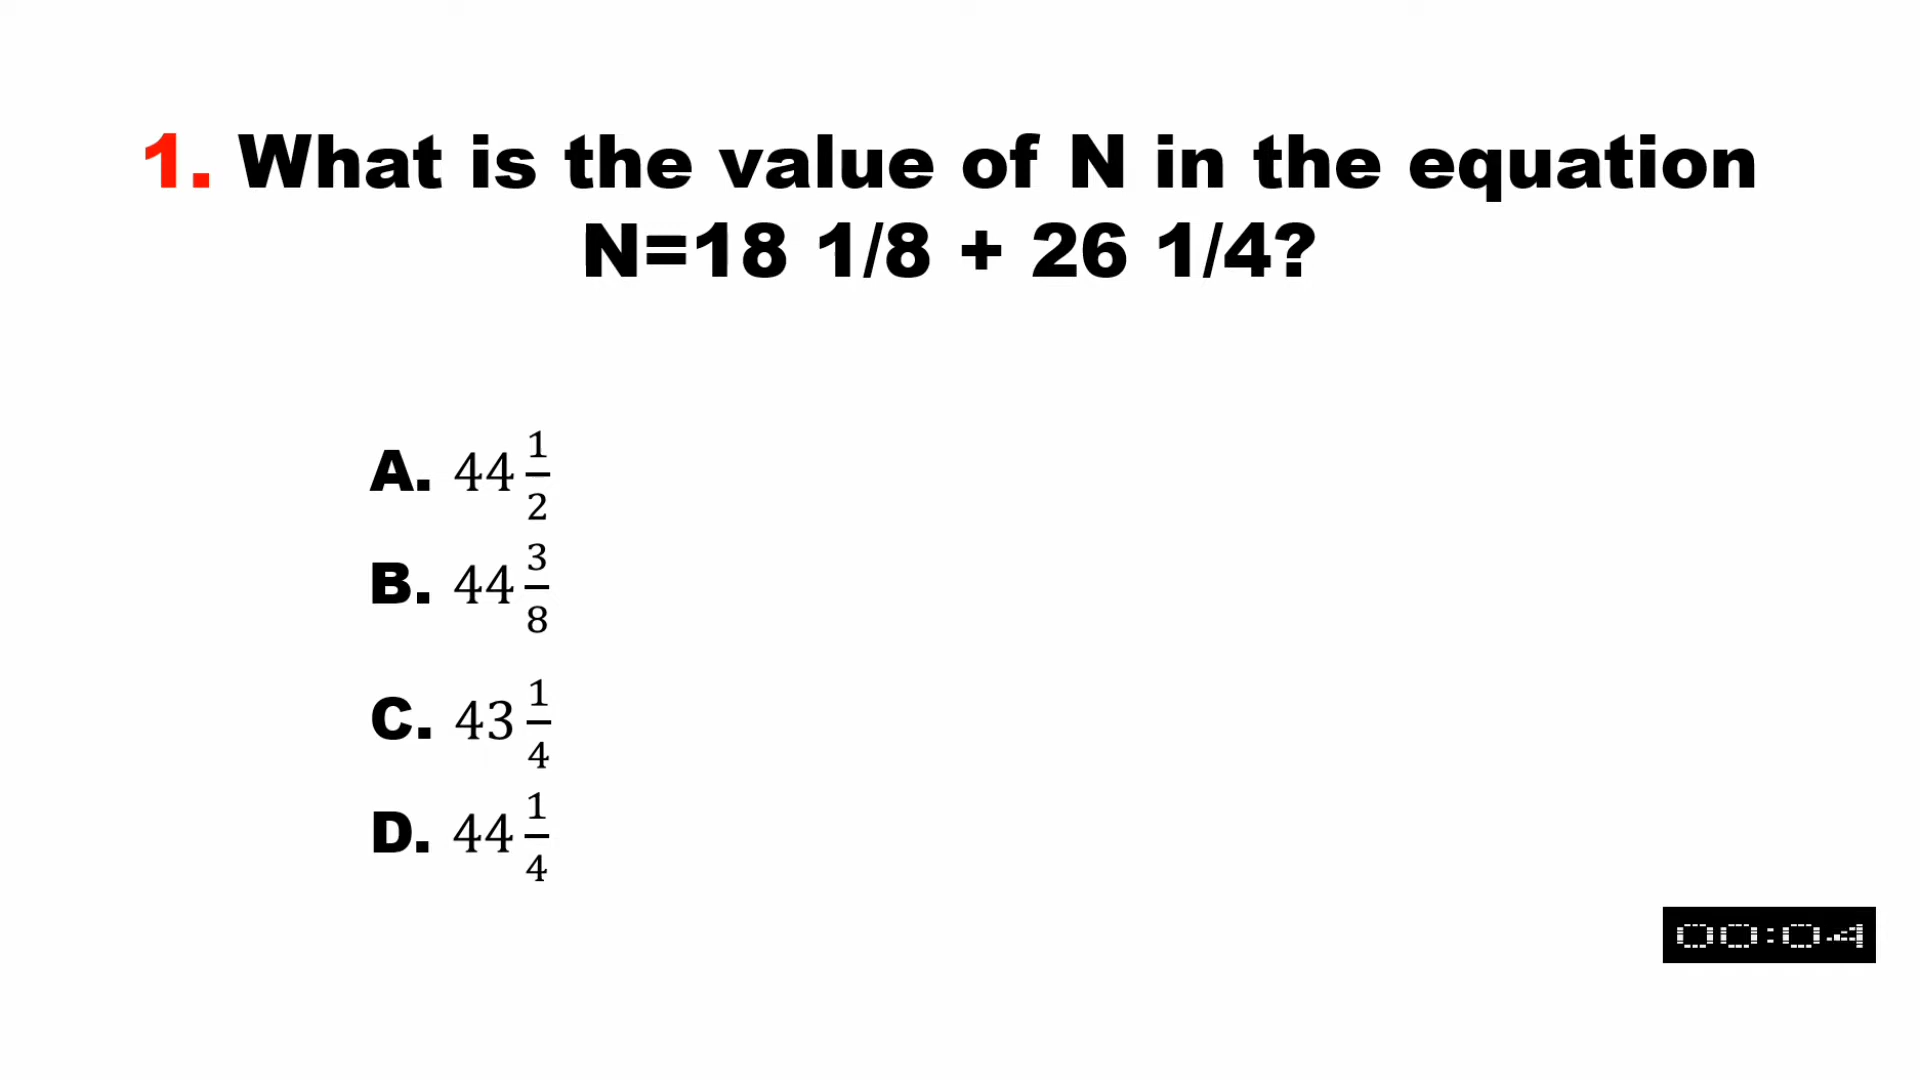 1. What is the value of N in the equation
N=18 1/8 + 26 1/4?
A. 44 1/2
B. 44 3/8
C. 43 1/4
D. 44 1/4
00:04